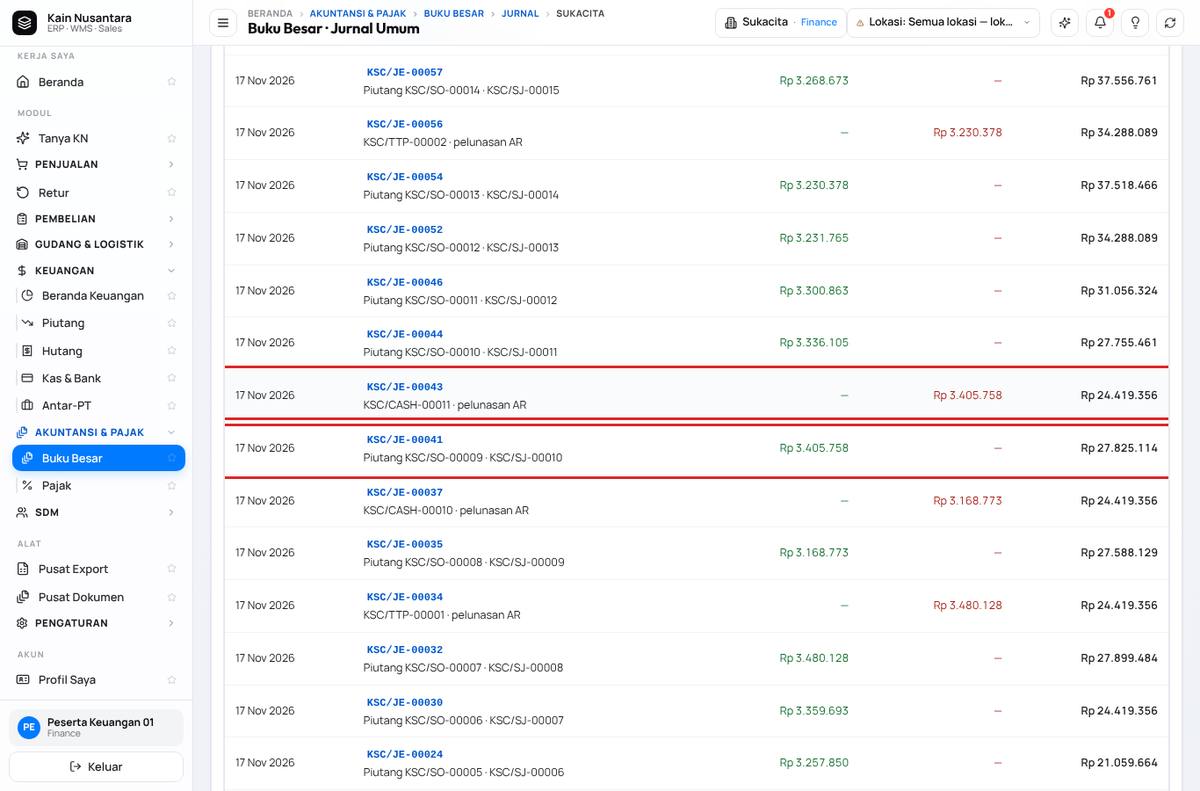 Kain Nusantara
ERP · WMS · Sales
KERJA SAYA
Beranda
MODUL
Tanya KN
PENJUALAN
Retur
PEMBELIAN
GUDANG & LOGISTIK
KEUANGAN
Beranda Keuangan
Piutang
Hutang
Kas & Bank
Antar-PT
AKUNTANSI & PAJAK
Buku Besar
Pajak
SDM
ALAT
Pusat Export
Pusat Dokumen
PENGATURAN
AKUN
Profil Saya
PE
Peserta Keuangan 01
Finance
Keluar
BERANDA > AKUNTANSI & PAJAK > BUKU BESAR > JURNAL > SUKACITA
Buku Besar · Jurnal Umum
Sukacita · Finance
Lokasi: Semua lokasi — lok...
1
17 Nov 2026 KSC/JE-00057 Rp 3.268.673 — Rp 37.556.761
Piutang KSC/SO-00014 · KSC/SJ-00015
17 Nov 2026 KSC/JE-00056 — Rp 3.230.378 Rp 34.288.089
KSC/TTP-00002 · pelunasan AR
17 Nov 2026 KSC/JE-00054 Rp 3.230.378 — Rp 37.518.466
Piutang KSC/SO-00013 · KSC/SJ-00014
17 Nov 2026 KSC/JE-00052 Rp 3.231.765 — Rp 34.288.089
Piutang KSC/SO-00012 · KSC/SJ-00013
17 Nov 2026 KSC/JE-00046 Rp 3.300.863 — Rp 31.056.324
Piutang KSC/SO-00011 · KSC/SJ-00012
17 Nov 2026 KSC/JE-00044 Rp 3.336.105 — Rp 27.755.461
Piutang KSC/SO-00010 · KSC/SJ-00011
17 Nov 2026 KSC/JE-00043 — Rp 3.405.758 Rp 24.419.356
KSC/CASH-00011 · pelunasan AR
17 Nov 2026 KSC/JE-00041 Rp 3.405.758 — Rp 27.825.114
Piutang KSC/SO-00009 · KSC/SJ-00010
17 Nov 2026 KSC/JE-00037 — Rp 3.168.773 Rp 24.419.356
KSC/CASH-00010 · pelunasan AR
17 Nov 2026 KSC/JE-00035 Rp 3.168.773 — Rp 27.588.129
Piutang KSC/SO-00008 · KSC/SJ-00009
17 Nov 2026 KSC/JE-00034 — Rp 3.480.128 Rp 24.419.356
KSC/TTP-00001 · pelunasan AR
17 Nov 2026 KSC/JE-00032 Rp 3.480.128 — Rp 27.899.484
Piutang KSC/SO-00007 · KSC/SJ-00008
17 Nov 2026 KSC/JE-00030 Rp 3.359.693 — Rp 24.419.356
Piutang KSC/SO-00006 · KSC/SJ-00007
17 Nov 2026 KSC/JE-00024 Rp 3.257.850 — Rp 21.059.664
Piutang KSC/SO-00005 · KSC/SJ-00006